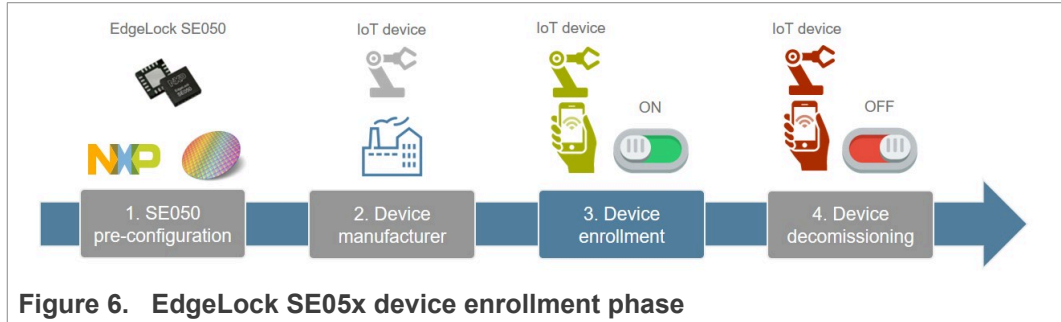 EdgeLock SE050
IoT device
IoT device
IoT device
ON
OFF
NXP
1. SE050
pre-configuration
2. Device
manufacturer
3. Device
enrollment
4. Device
decomissioning
Figure 6. EdgeLock SE05x device enrollment phase